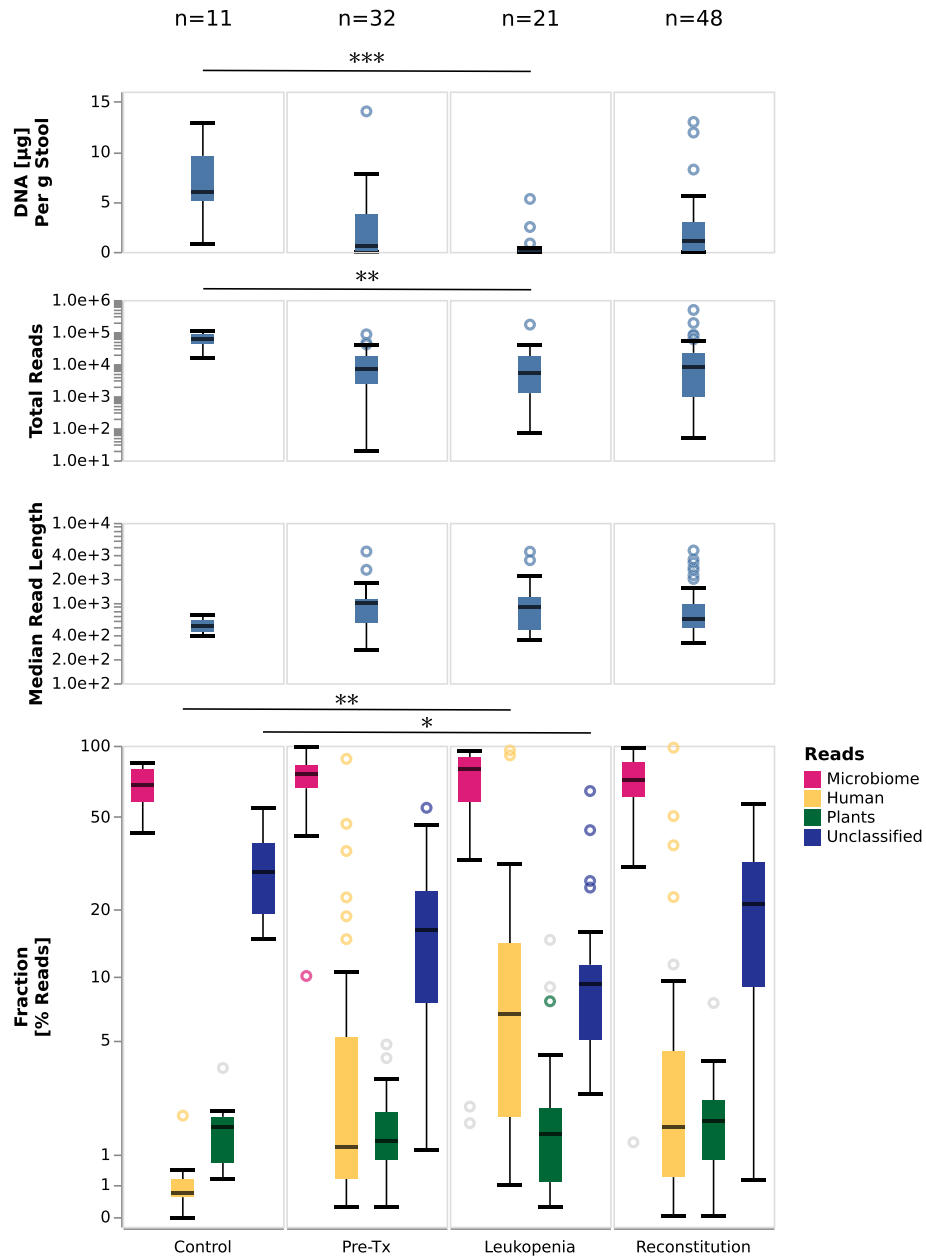 n=11 n=32 n=21 n=48
***
DNA [µg]
Per g Stool
15
10
5
0
**
Total Reads
1.0e+6
1.0e+5
1.0e+4
1.0e+3
1.0e+2
1.0e+1
Median Read Length
1.0e+4
4.0e+3
2.0e+3
1.0e+3
4.0e+2
2.0e+2
1.0e+2
**
*
Fraction
[% Reads]
100
50
20
10
5
1
1
0
Reads
Microbiome
Human
Plants
Unclassified
Control Pre-Tx Leukopenia Reconstitution